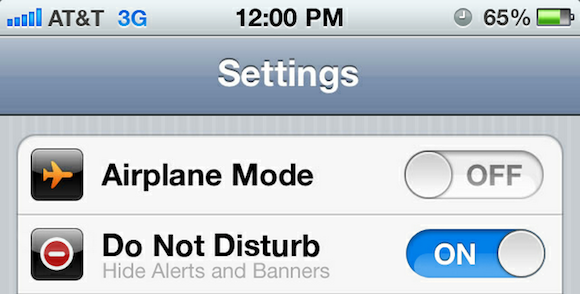 AT&T 3G 12:00 PM 65%
Settings
Airplane Mode OFF
Do Not Disturb ON
Hide Alerts and Banners